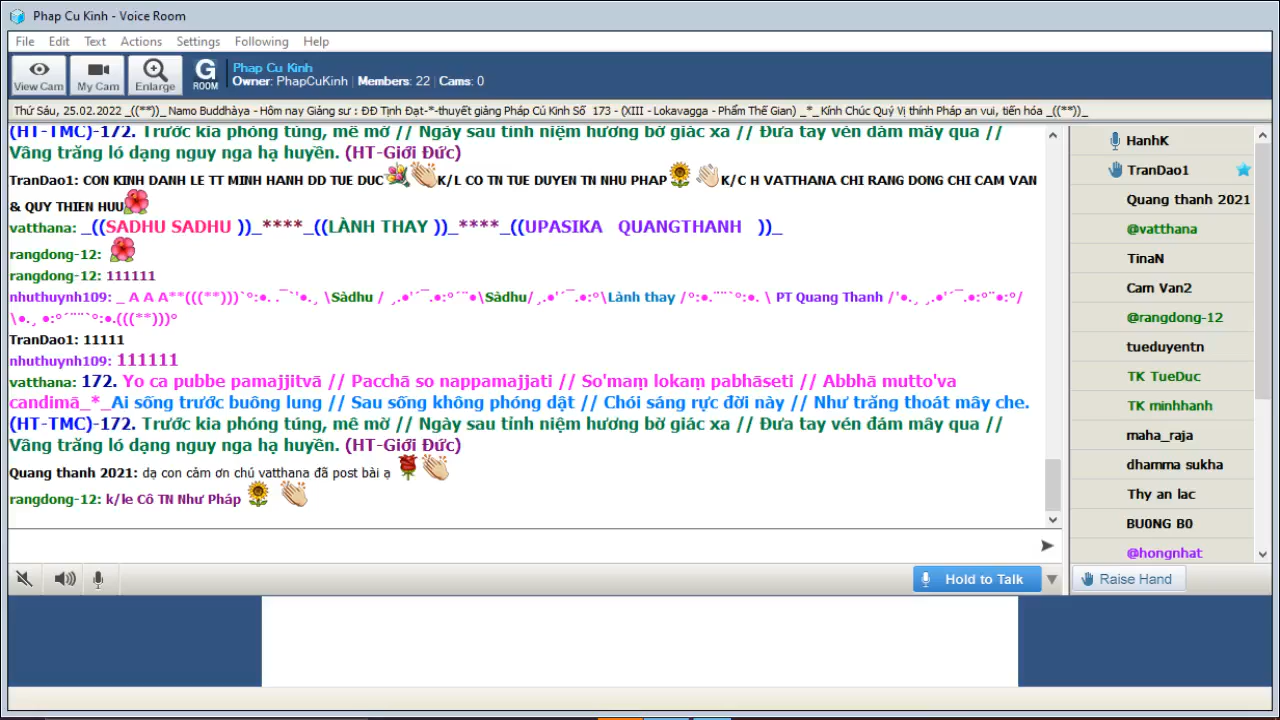 Phap Cu Kinh - Voice Room
File Edit Text Actions Settings Following Help
View Cam My Cam Enlarge G ROOM Phap Cu Kinh
Owner: PhapCuKinh | Members: 22 | Cams: 0
Thứ Sáu, 25.02.2022 _((**))_ Namo Buddhàya - Hôm nay Giảng sư : ĐĐ Tịnh Đạt-*-thuyết giảng Pháp Cú Kinh Số 173 - (XIII - Lokavagga - Phẩm Thế Gian) _*_ Kính Chúc Quý Vị thính Pháp an vui, tiến hóa _((**))_
(HT-TMC)-172. Trước kia phóng túng, mê mờ // Ngày sau tỉnh niệm hương bờ giác xa // Đưa tay vén đám mây qua //
Vâng trăng ló dạng nguy nga hạ huyền. (HT-Giới Đức)
TranDao1: CON KINH DANH LE TT MINH HANH DD TUE DUC K/L CO TN TUE DUYEN TN NHU PHAP K/C H VATTHANA CHI RANG DONG CHI CAM VAN
& QUY THIEN HUU
vatthana: _((SADHU SADHU ))_****_((LÀNH THAY ))_****_((UPASIKA QUANGTHANH ))_
rangdong-12:
rangdong-12: 111111
nhuthuynh109: _ A A A**(((**)))`°:•. .¯`'•.¸ \Sàdhu / ¸.•'´¯.•:°´¨•\Sàdhu/¸.•'´¯.•:°\Lành thay /°:•.¨¨`°:•. \ PT Quang Thanh /'•.¸ ¸.•'´¯.•:°¨•:°/
\•.¸ •:°´¨¨`°:•.(((**)))°
TranDao1: 11111
nhuthuynh109: 111111
vatthana: 172. Yo ca pubbe pamajjitvā // Pacchā so nappamajjati // So'maṃ lokaṃ pabhāseti // Abbhā mutto'va
candimā_*_Ai sống trước buông lung // Sau sống không phóng dật // Chói sáng rực đời này // Như trăng thoát mây che.
(HT-TMC)-172. Trước kia phóng túng, mê mờ // Ngày sau tỉnh niệm hương bờ giác xa // Đưa tay vén đám mây qua //
Vâng trăng ló dạng nguy nga hạ huyền. (HT-Giới Đức)
Quang thanh 2021: dạ con cảm ơn chú vatthana đã post bài ạ
rangdong-12: k/le Cô TN Như Pháp
HanhK
TranDao1
Quang thanh 2021
@vatthana
TinaN
Cam Van2
@rangdong-12
tueduyentn
TK TueDuc
TK minhhanh
maha_raja
dhamma sukha
Thy an lac
BU0NG B0
@hongnhat
Hold to Talk
Raise Hand